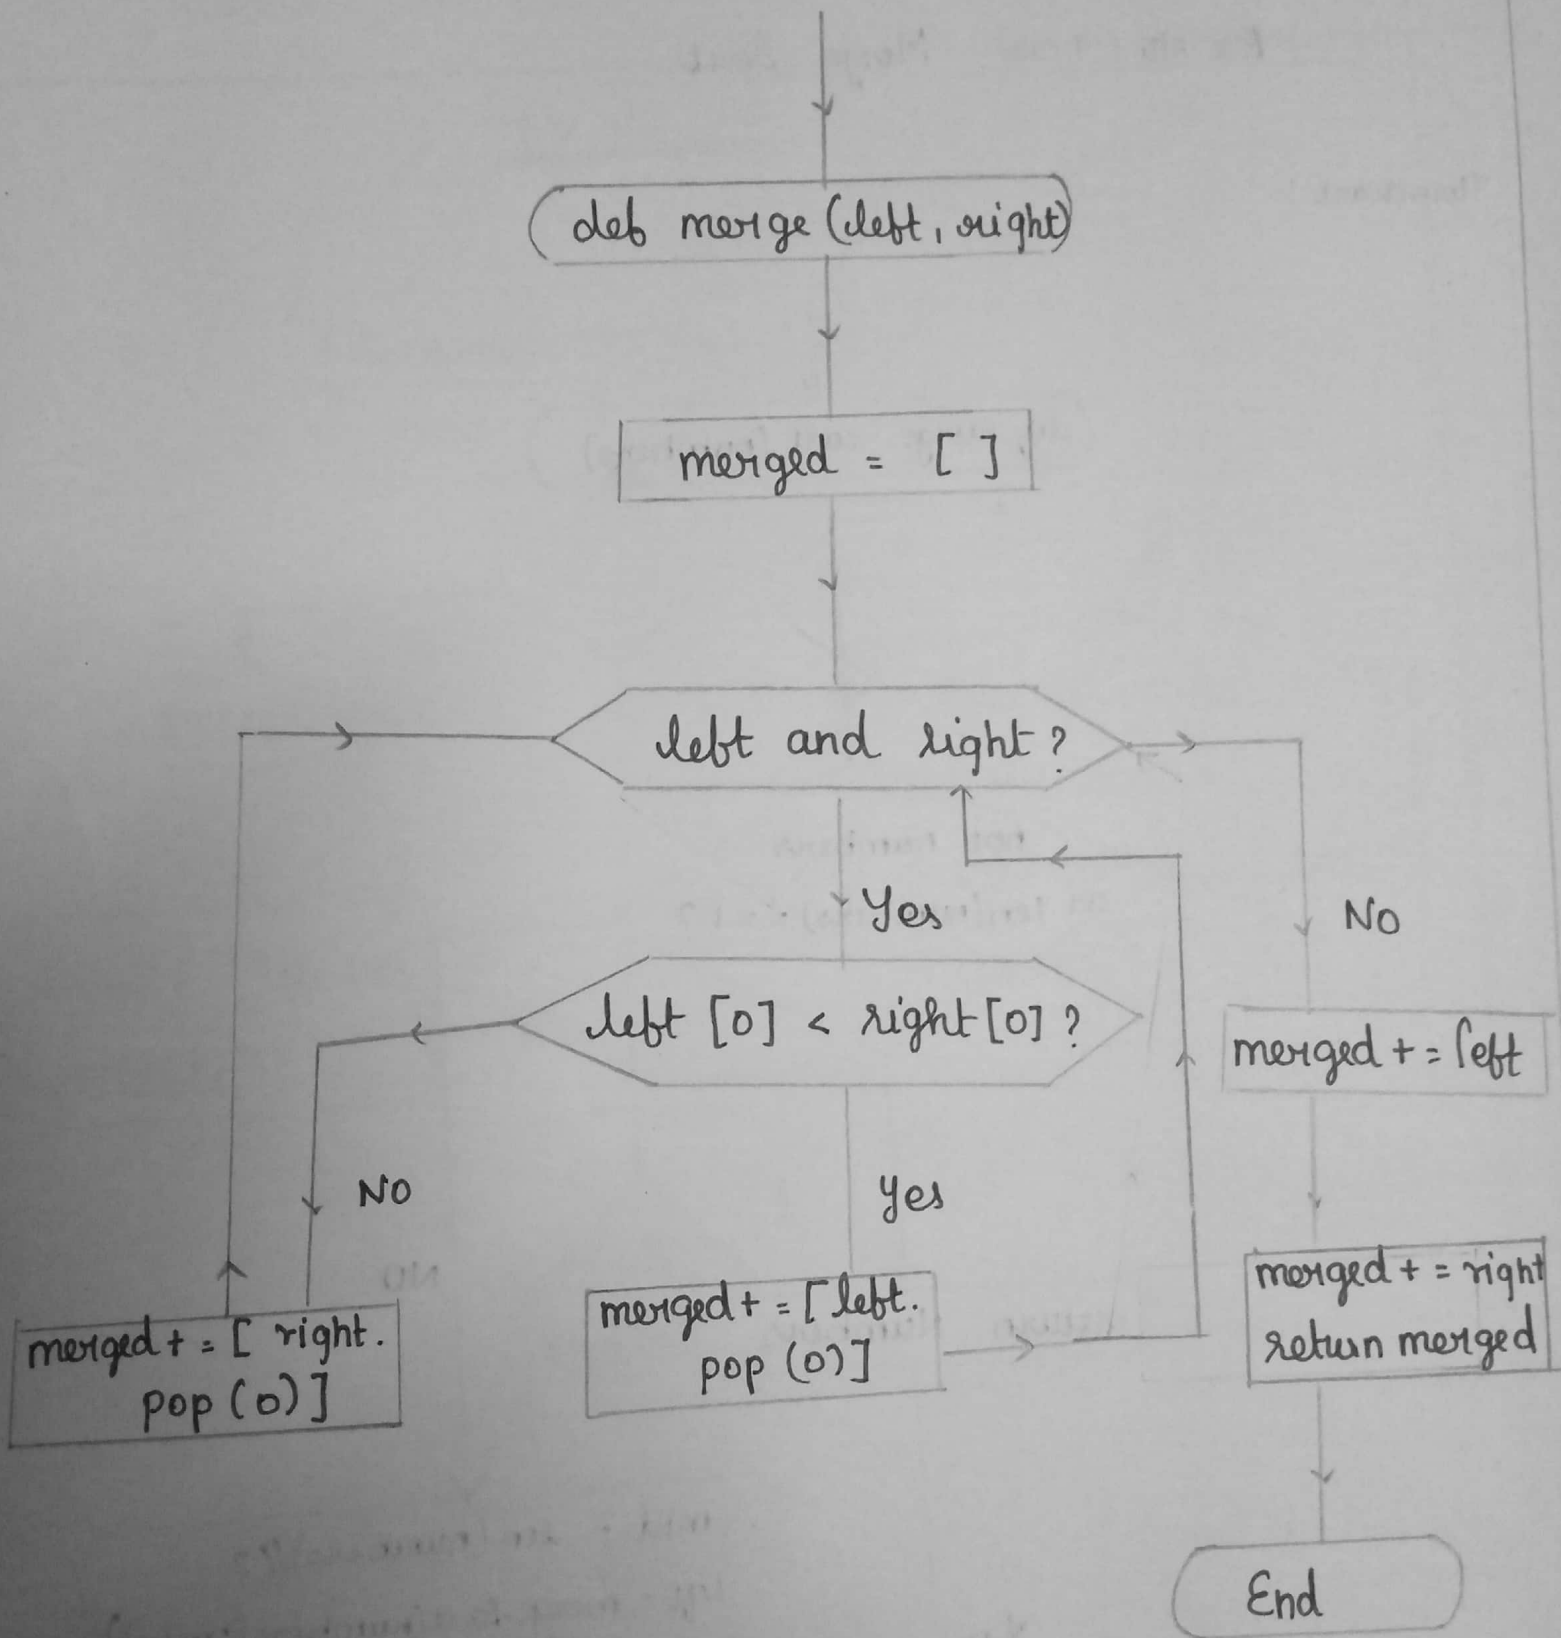 def merge (left, right)
merged = [ ]
left and right ?
Yes
NO
left [0] < right [0] ?
merged + = left
NO
Yes
merged + = right
return merged
merged + = [ left.
pop (0) ]
merged + = [ right.
pop (0) ]
End